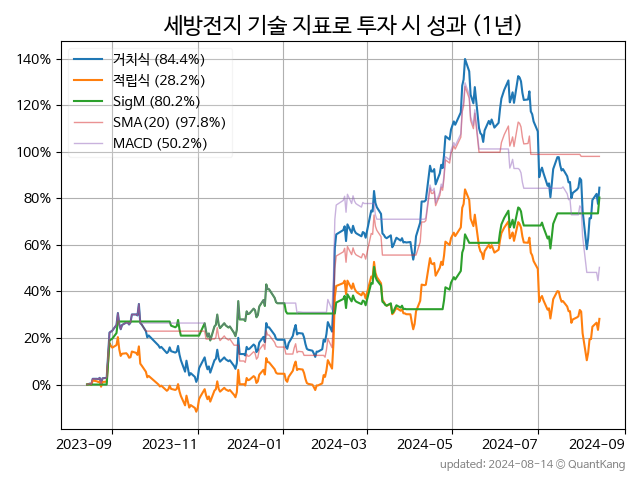 세방전지 기술 지표로 투자 시 성과 (1년)
140%
120%
100%
80%
60%
40%
20%
0%
거치식 (84.4%)
적립식 (28.2%)
SigM (80.2%)
SMA(20) (97.8%)
MACD (50.2%)
2023-09 2023-11 2024-01 2024-03 2024-05 2024-07 2024-09
updated: 2024-08-14 © QuantKang